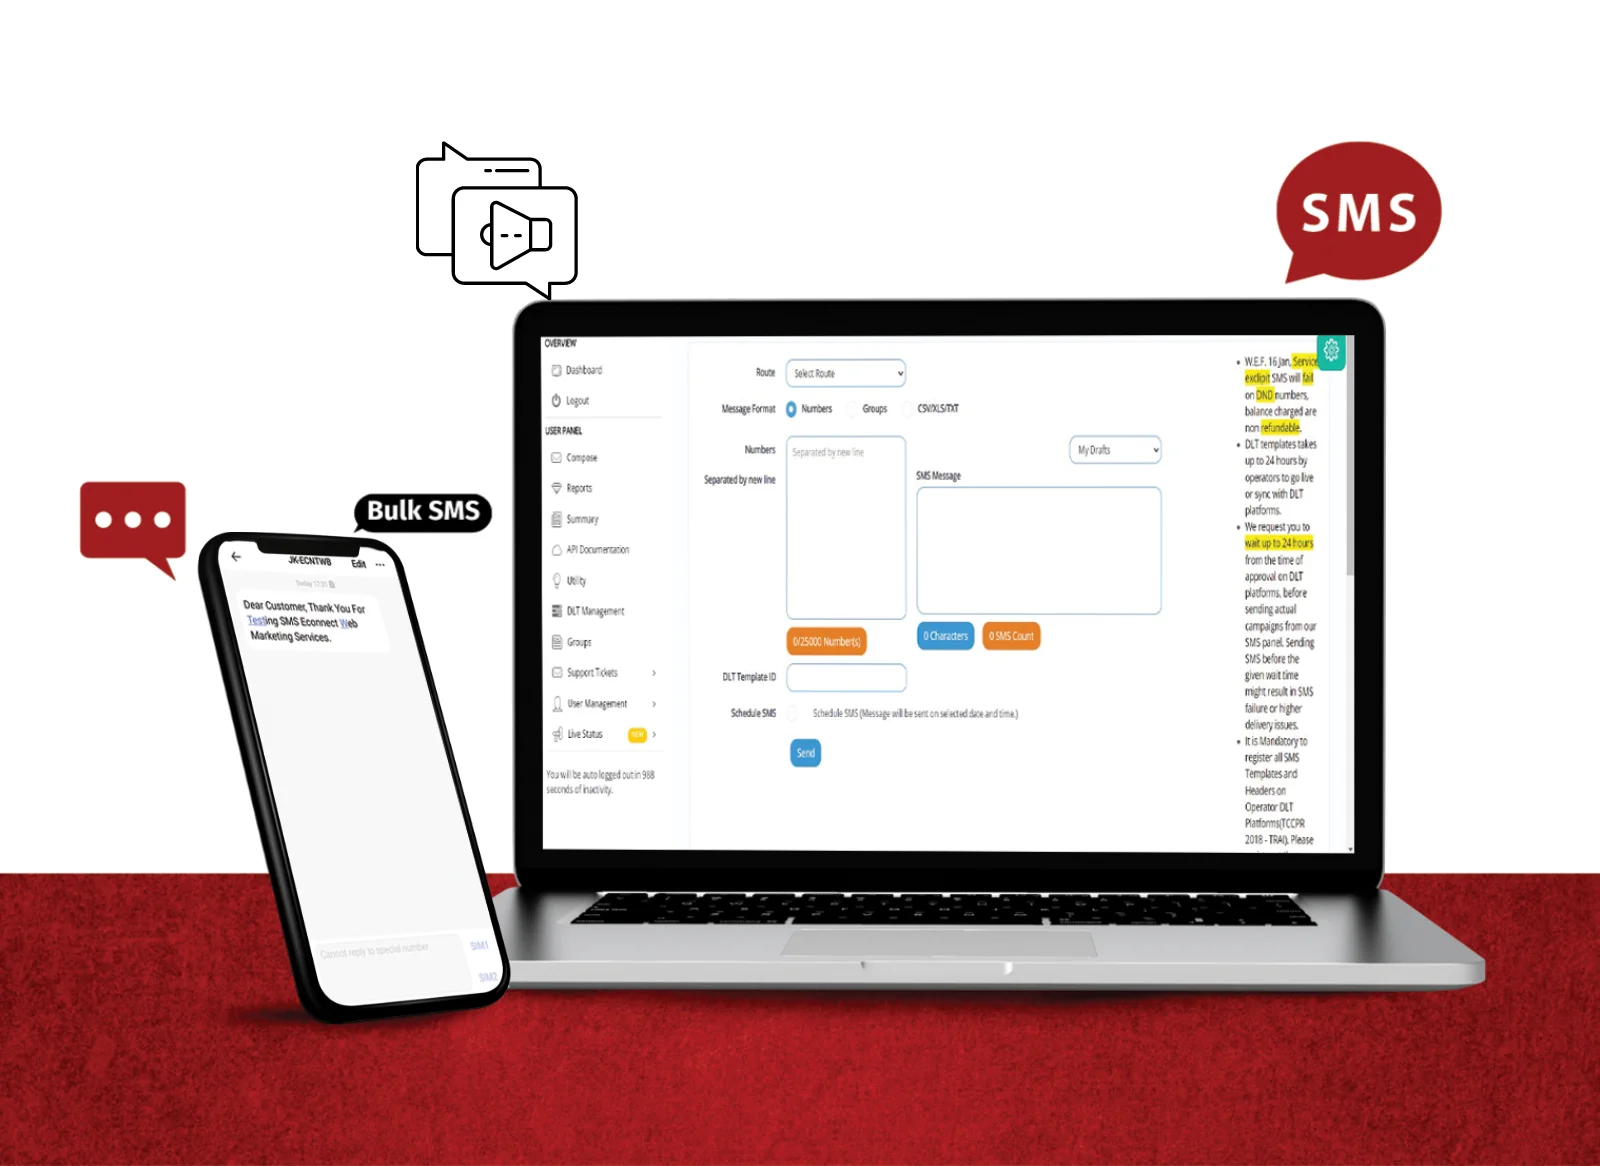 SMS
Bulk SMS
JK-ECNTWB
Edit
Today 17:31
Dear Customer, Thank You For
Testing SMS Econnect Web
Marketing Services.
Cannot reply to special number
SIM1
SIM2
OVERVIEW
Dashboard
Logout
USER PANEL
Compose
Reports
Summary
API Documentation
Utility
DLT Management
Groups
Support Tickets
User Management
Live Status NEW
You will be auto logged out in 988
seconds of inactivity.
Route Select Route
Message Format Numbers Groups CSV/XLS/TXT
Numbers
Separated by new line
Separated by new line
My Drafts
SMS Message
0/25000 Number(s)
0 Characters 0 SMS Count
DLT Template ID
Schedule SMS Schedule SMS (Message will be sent on selected date and time.)
Send
W.E.F. 16 Jan, Service
exclipit SMS will fail
on DND numbers,
balance charged are
non refundable.
DLT templates takes
up to 24 hours by
operators to go live
or sync with DLT
platforms.
We request you to
wait up to 24 hours
from the time of
approval on DLT
platforms, before
sending actual
campaigns from our
SMS panel. Sending
SMS before the
given wait time
might result in SMS
failure or higher
delivery issues.
It is Mandatory to
register all SMS
Templates and
Headers on
Operator DLT
Platforms(TCCPR
2018 - TRAI). Please